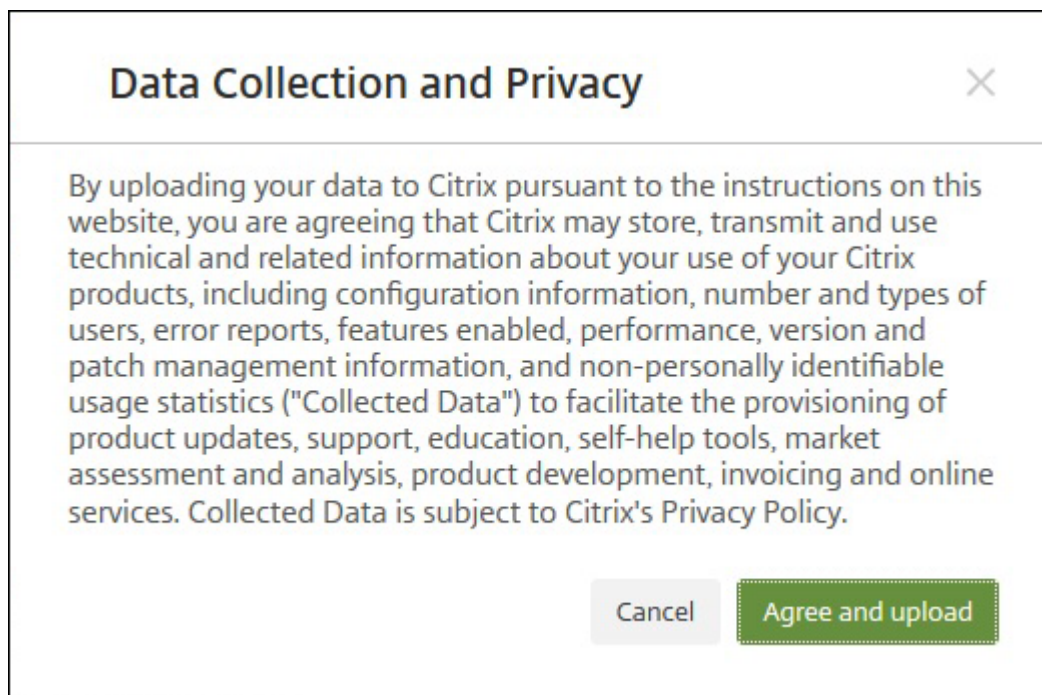 Data Collection and Privacy
By uploading your data to Citrix pursuant to the instructions on this
website, you are agreeing that Citrix may store, transmit and use
technical and related information about your use of your Citrix
products, including configuration information, number and types of
users, error reports, features enabled, performance, version and
patch management information, and non-personally identifiable
usage statistics ("Collected Data") to facilitate the provisioning of
product updates, support, education, self-help tools, market
assessment and analysis, product development, invoicing and online
services. Collected Data is subject to Citrix's Privacy Policy.
Cancel
Agree and upload